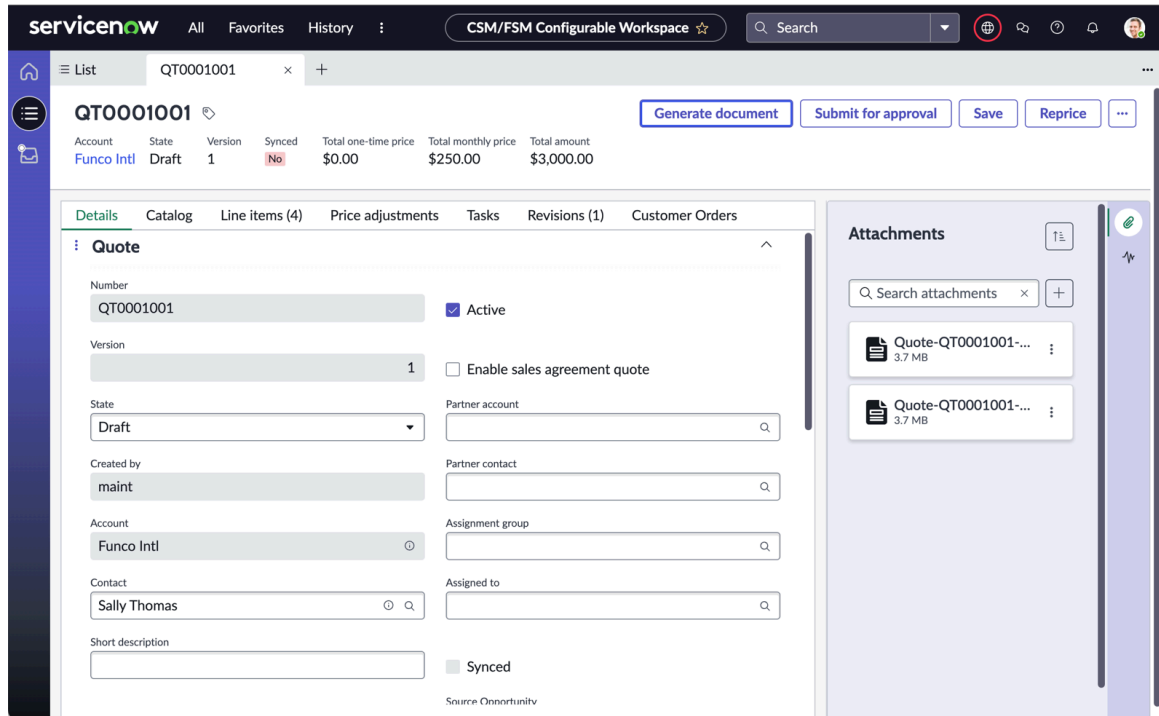 servicenow All Favorites History CSM/FSM Configurable Workspace Search
List QT0001001
QT0001001
Generate document Submit for approval Save Reprice
Account State Version Synced Total one-time price Total monthly price Total amount
Funco Intl Draft 1 No $0.00 $250.00 $3,000.00
Details Catalog Line items (4) Price adjustments Tasks Revisions (1) Customer Orders
Quote
Number
QT0001001
Active
Version
1
Enable sales agreement quote
State
Draft
Partner account
Created by
maint
Partner contact
Account
Funco Intl
Assignment group
Contact
Sally Thomas
Assigned to
Short description
Synced
Source Opportunity
Attachments
Search attachments
Quote-QT0001001-...
3.7 MB
Quote-QT0001001-...
3.7 MB